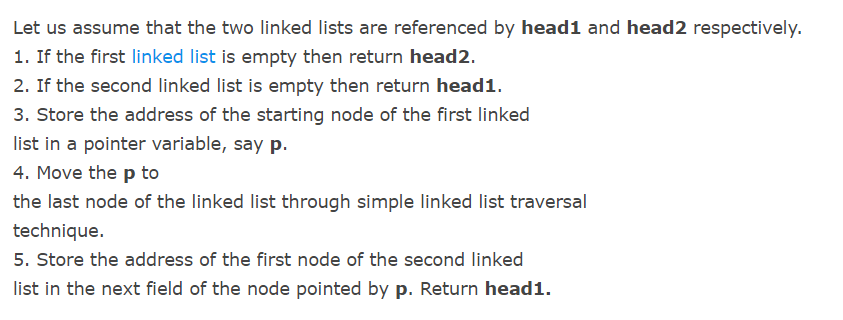 Let us assume that the two linked lists are referenced by head1 and head2 respectively.
1. If the first linked list is empty then return head2.
2. If the second linked list is empty then return head1.
3. Store the address of the starting node of the first linked
list in a pointer variable, say p.
4. Move the p to
the last node of the linked list through simple linked list traversal
technique.
5. Store the address of the first node of the second linked
list in the next field of the node pointed by p. Return head1.